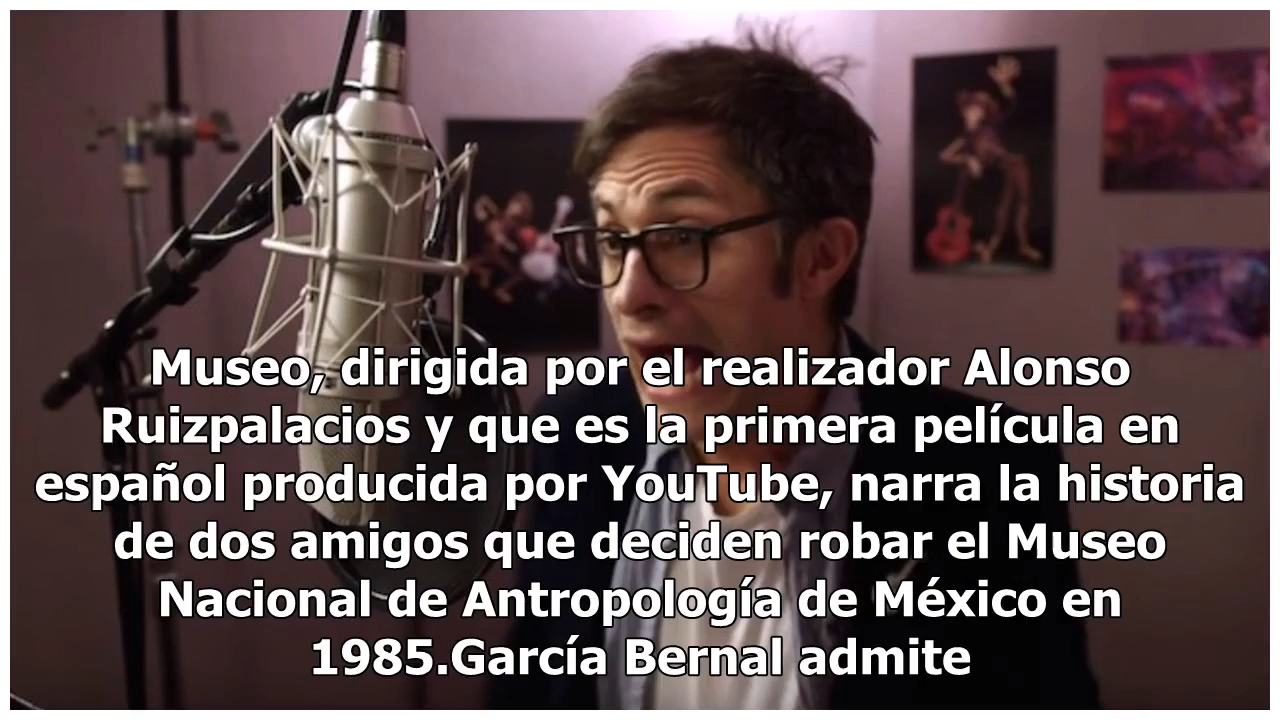 Museo, dirigida por el realizador Alonso
Ruizpalacios y que es la primera película en
español producida por YouTube, narra la historia
de dos amigos que deciden robar el Museo
Nacional de Antropología de México en
1985.García Bernal admite